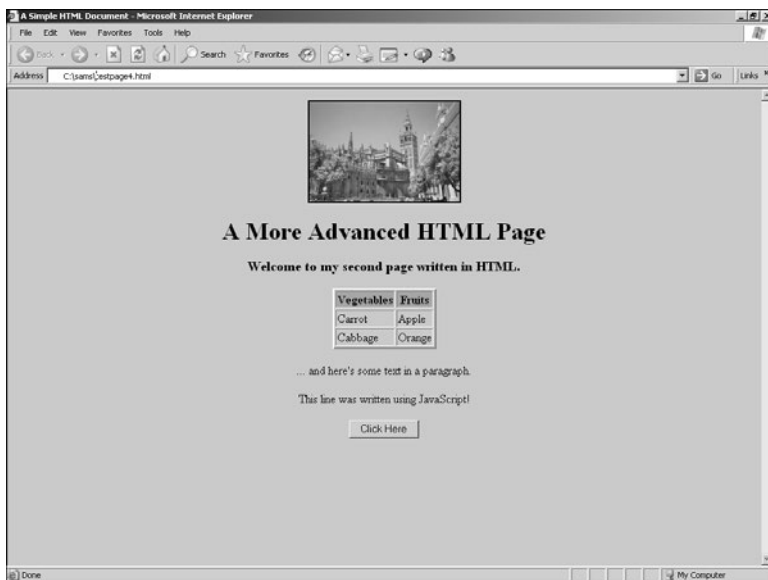 A Simple HTML Document - Microsoft Internet Explorer
File Edit View Favorites Tools Help
Back Search Favorites
Address C:\sams\testpage4.html Go Links
A More Advanced HTML Page
Welcome to my second page written in HTML.
Vegetables Fruits
Carrot Apple
Cabbage Orange
... and here's some text in a paragraph.
This line was written using JavaScript!
Click Here
Done My Computer